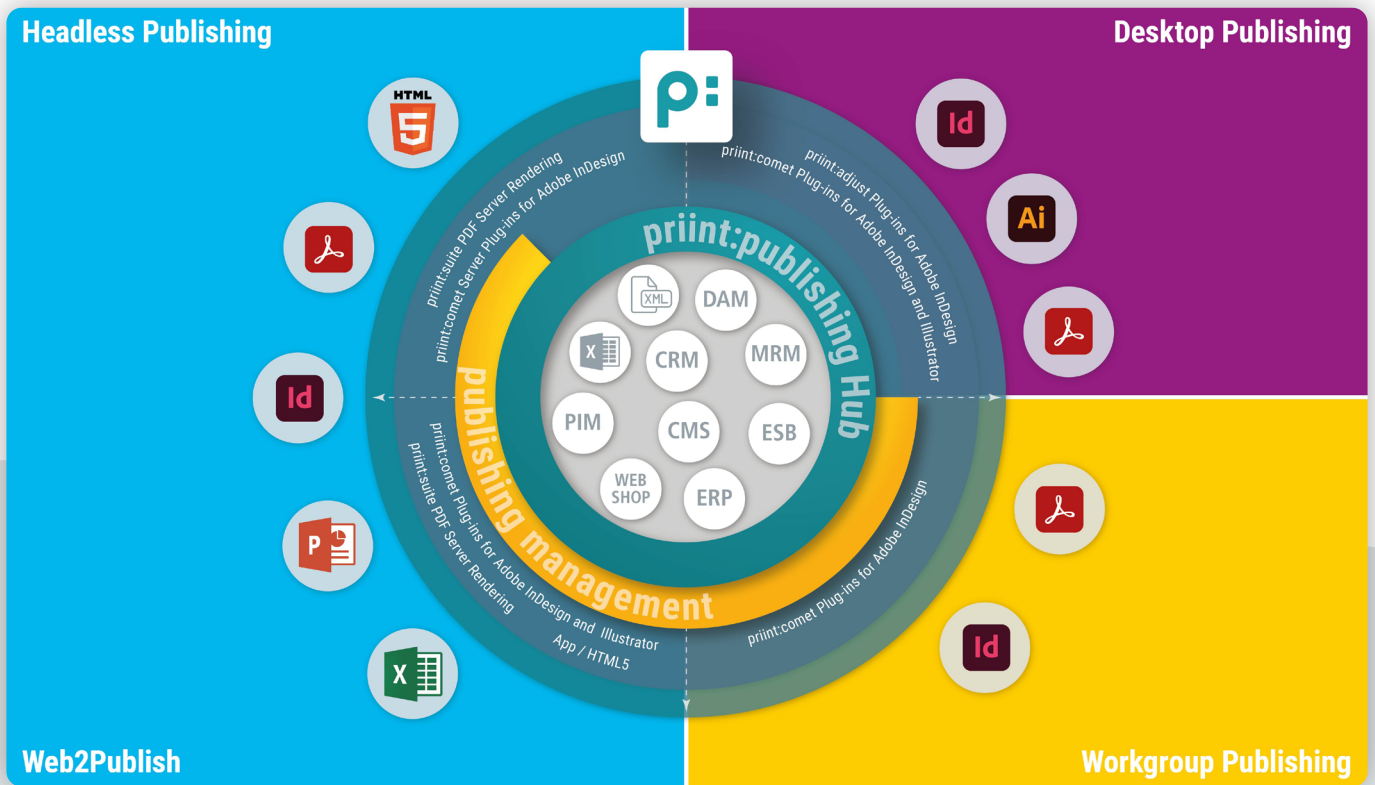 Headless Publishing
Desktop Publishing
p:
HTML
5
Id
Ai
Id
P
X
X
Id
priint:suite PDF Server Rendering
priint:comet Server Plug-ins for Adobe InDesign
priint:adjust Plug-ins for Adobe InDesign
priint:comet Plug-ins for Adobe InDesign and Illustrator
priint:publishing Hub
XML
DAM
CRM
MRM
PIM
CMS
ESB
WEB
SHOP
ERP
publishing management
priint:comet Plug-ins for Adobe InDesign and Illustrator
priint:suite PDF Server Rendering
App / HTML5
priint:comet Plug-ins for Adobe InDesign
Web2Publish
Workgroup Publishing